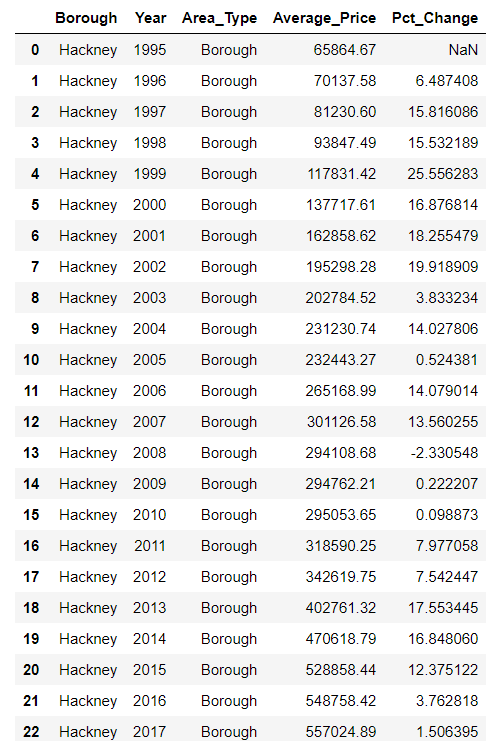 Borough Year Area_Type Average_Price Pct_Change
0 Hackney 1995 Borough 65864.67 NaN
1 Hackney 1996 Borough 70137.58 6.487408
2 Hackney 1997 Borough 81230.60 15.816086
3 Hackney 1998 Borough 93847.49 15.532189
4 Hackney 1999 Borough 117831.42 25.556283
5 Hackney 2000 Borough 137717.61 16.876814
6 Hackney 2001 Borough 162858.62 18.255479
7 Hackney 2002 Borough 195298.28 19.918909
8 Hackney 2003 Borough 202784.52 3.833234
9 Hackney 2004 Borough 231230.74 14.027806
10 Hackney 2005 Borough 232443.27 0.524381
11 Hackney 2006 Borough 265168.99 14.079014
12 Hackney 2007 Borough 301126.58 13.560255
13 Hackney 2008 Borough 294108.68 -2.330548
14 Hackney 2009 Borough 294762.21 0.222207
15 Hackney 2010 Borough 295053.65 0.098873
16 Hackney 2011 Borough 318590.25 7.977058
17 Hackney 2012 Borough 342619.75 7.542447
18 Hackney 2013 Borough 402761.32 17.553445
19 Hackney 2014 Borough 470618.79 16.848060
20 Hackney 2015 Borough 528858.44 12.375122
21 Hackney 2016 Borough 548758.42 3.762818
22 Hackney 2017 Borough 557024.89 1.506395